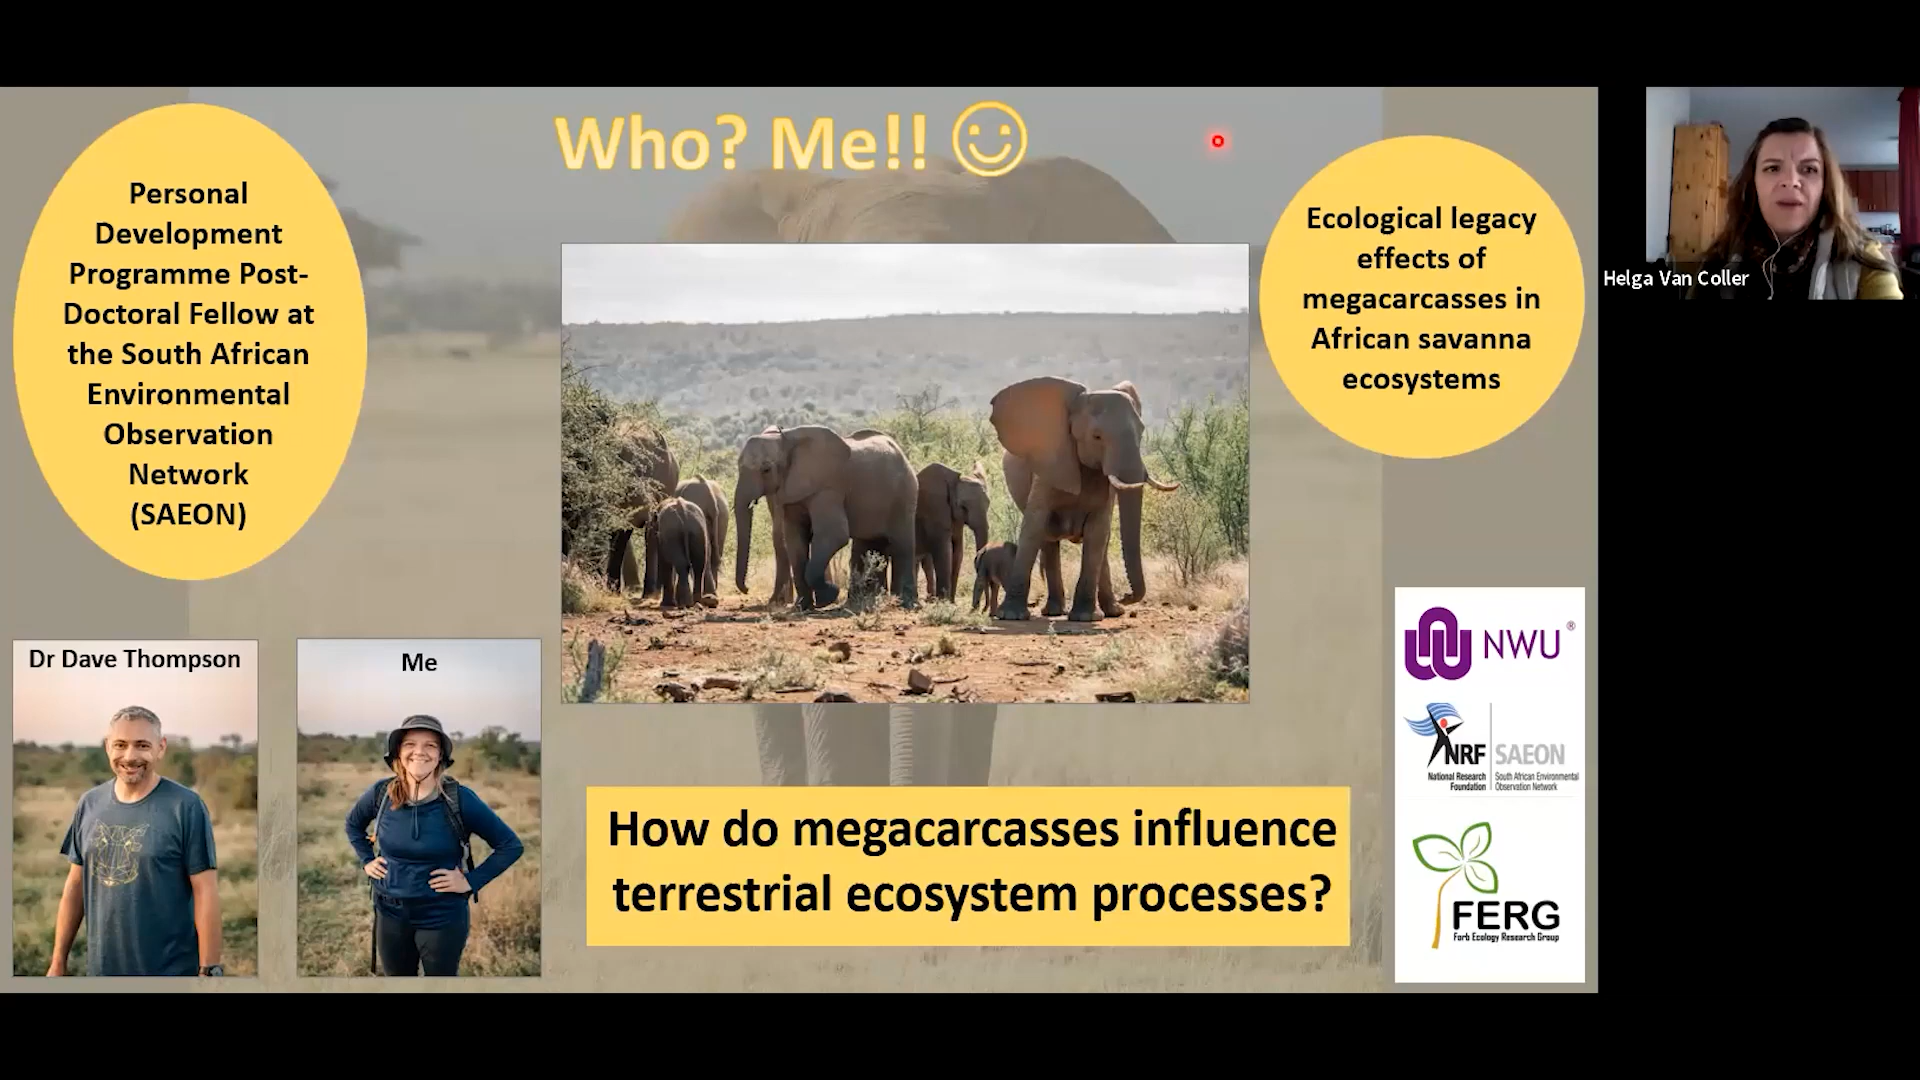 Who? Me!!
Personal
Development
Programme Post-
Doctoral Fellow at
the South African
Environmental
Observation
Network
(SAEON)
Ecological legacy
effects of
megacarcasses in
African savanna
ecosystems
Helga Van Coller
Dr Dave Thompson
Me
How do megacarcasses influence
terrestrial ecosystem processes?
NWU®
NRF SAEON
National Research
Foundation
South African Environmental
Observation Network
FERG
Forb Ecology Research Group